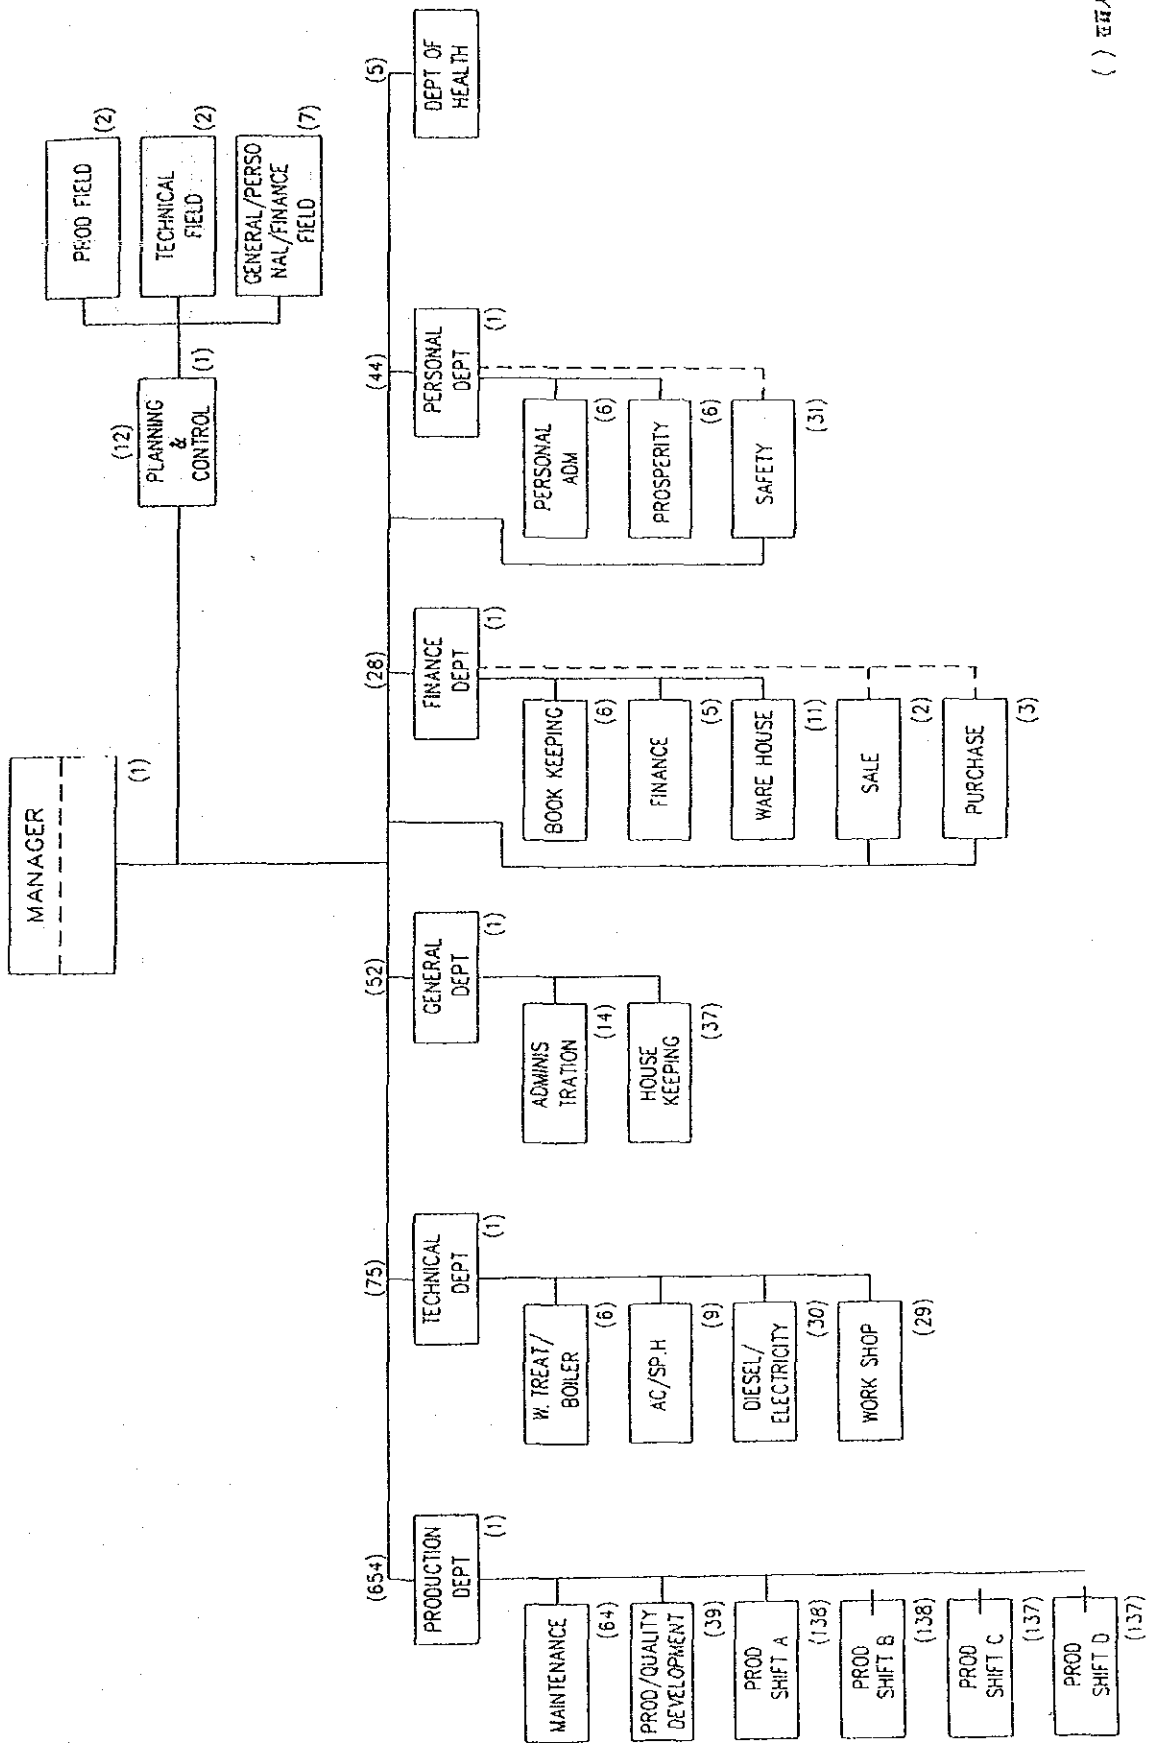 MANAGER
(1)
(12)
PLANNING
&
CONTROL
(1)
PROD FIELD
(2)
TECHNICAL
FIELD
(2)
GENERAL/PERSO
NAL/FINANCE
FIELD
(7)
(654)
PRODUCTION
DEPT
(1)
MAINTENANCE
(64)
PROD/QUALITY
DEVELOPMENT
(39)
PROD
SHIFT A
(138)
PROD
SHIFT B
(138)
PROD
SHIFT C
(137)
PROD
SHIFT D
(137)
(75)
TECHNICAL
DEPT
(1)
W. TREAT/
BOILER
(6)
AC/SP.H
(9)
DIESEL/
ELECTRICITY
(30)
WORK SHOP
(29)
(52)
GENERAL
DEPT
(1)
ADMINIS
TRATION
(14)
HOUSE
KEEPING
(37)
(28)
FINANCE
DEPT
(1)
BOOK KEEPING
(6)
FINANCE
(5)
WARE HOUSE
(11)
SALE
(2)
PURCHASE
(3)
(44)
PERSONAL
DEPT
(1)
PERSONAL
ADM
(6)
PROSPERITY
(6)
SAFETY
(31)
(5)
DEPT OF
HEALTH
( )